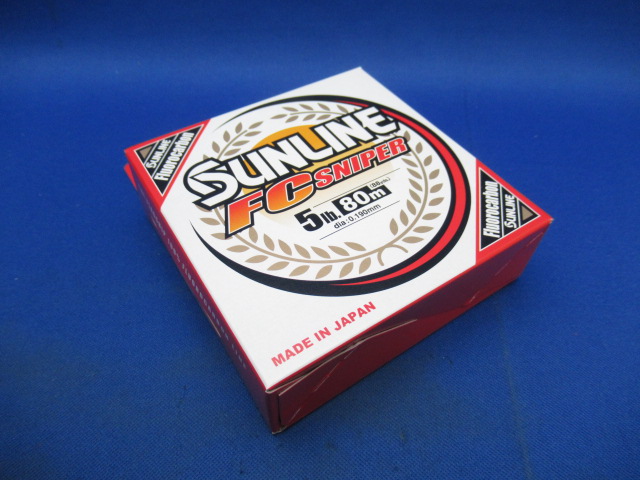 SUNLINE
Fluorocarbon
SUNLINE
FC SNIPER
5lb. 80m
dia:0.190mm
Fluorocarbon
SUNLINE
MADE IN JAPAN